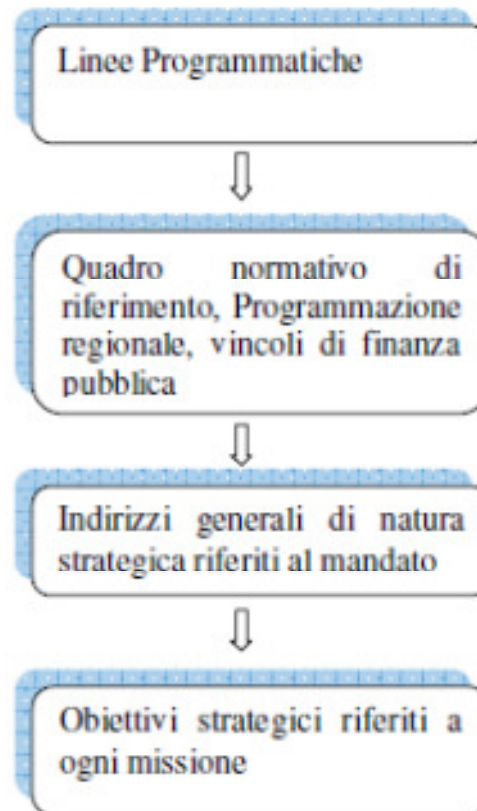 Linee Programmatiche
Quadro normativo di
riferimento, Programmazione
regionale, vincoli di finanza
pubblica
Indirizzi generali di natura
strategica riferiti al mandato
Obiettivi strategici riferiti a
ogni missione